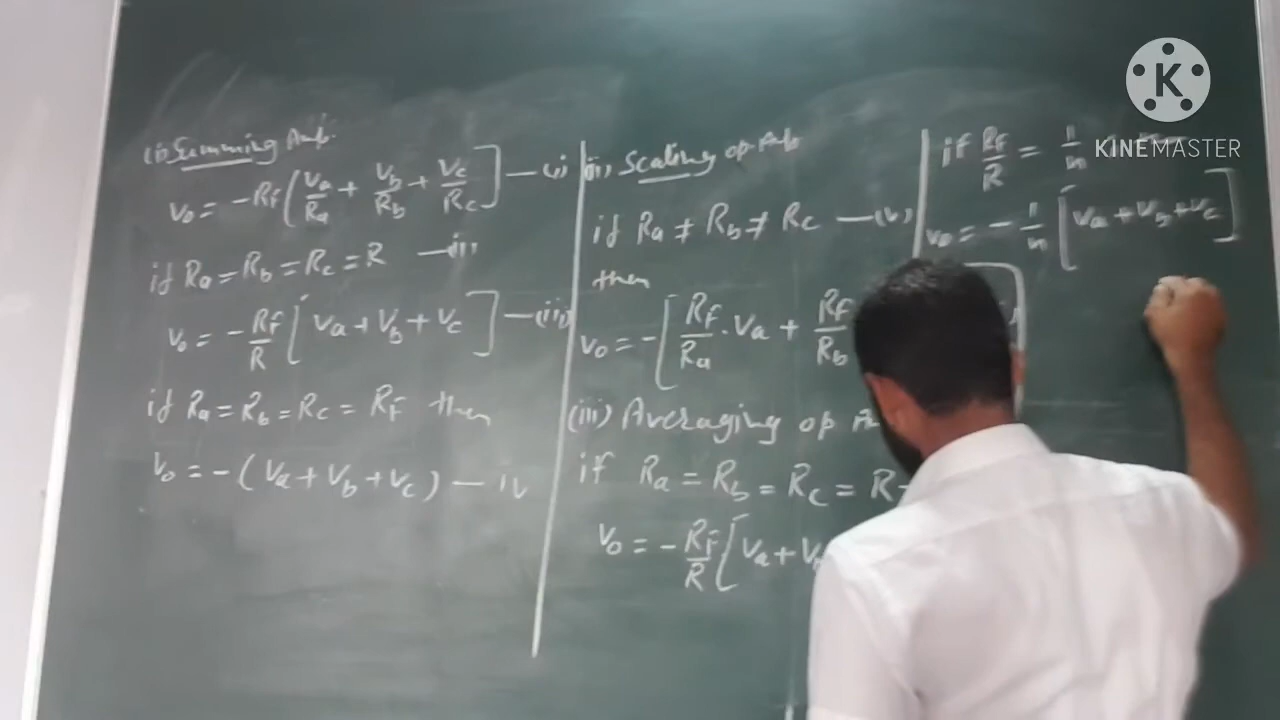 (i) Summing Amp.
V₀ = -RF (Va/Ra + Vb/Rb + Vc/Rc] —(i)
if Ra = Rb = Rc = R —(ii)
V₀ = -RF/R [Va + Vb + Vc] —(iii)
if Ra = Rb = Rc = RF then
V₀ = -(Va + Vb + Vc) — iv
(ii) Scaling op Amp
if Ra ≠ Rb ≠ Rc —(v)
then
V₀ = -[RF/Ra . Va + RF/Rb
(iii) Averaging op
if Ra = Rb = Rc = R
V₀ = -RF/R [Va + Vb
if RF/R = 1/n
V₀ = -1/n [Va + Vb + Vc]
K
KINEMASTER